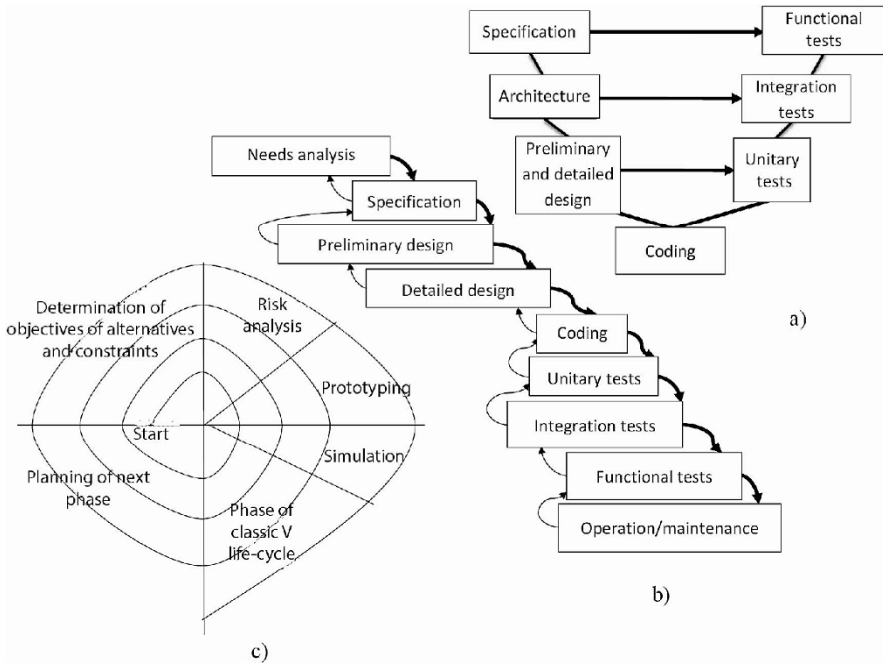 Specification
Functional
tests
Architecture
Integration
tests
Preliminary
and detailed
design
Unitary
tests
Coding
a)
Needs analysis
Specification
Preliminary design
Detailed design
Coding
Unitary tests
Integration tests
Functional tests
Operation/maintenance
b)
Determination of
objectives of alternatives
and constraints
Risk
analysis
Prototyping
Start
Simulation
Planning of next
phase
Phase of
classic V
life-cycle
c)